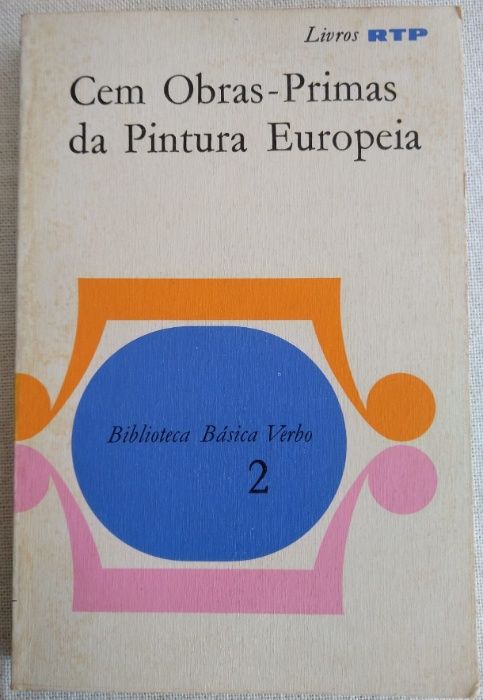 Livros RTP
Cem Obras-Primas
da Pintura Europeia
Biblioteca Básica Verbo
2